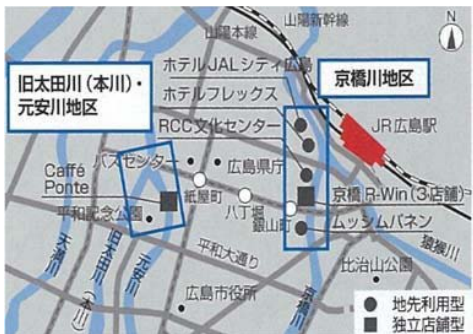 山陽新幹線
山陽本線
N
旧太田川(本川)・
元安川地区
京橋川地区
ホテルJALシティ広島
ホテルフレックス
RCC文化センター
JR広島駅
バスセンター
広島県庁
Caffé
Ponte
紙屋町
八丁堀
銀山町
京橋 R-Win(3店舗)
ムッシムパネン
平和記念公園
平和大通り
猿猴川
比治山公園
天満川
旧太田川(本川)
元安川
京橋川
広島市役所
●地先利用型
■独立店舗型